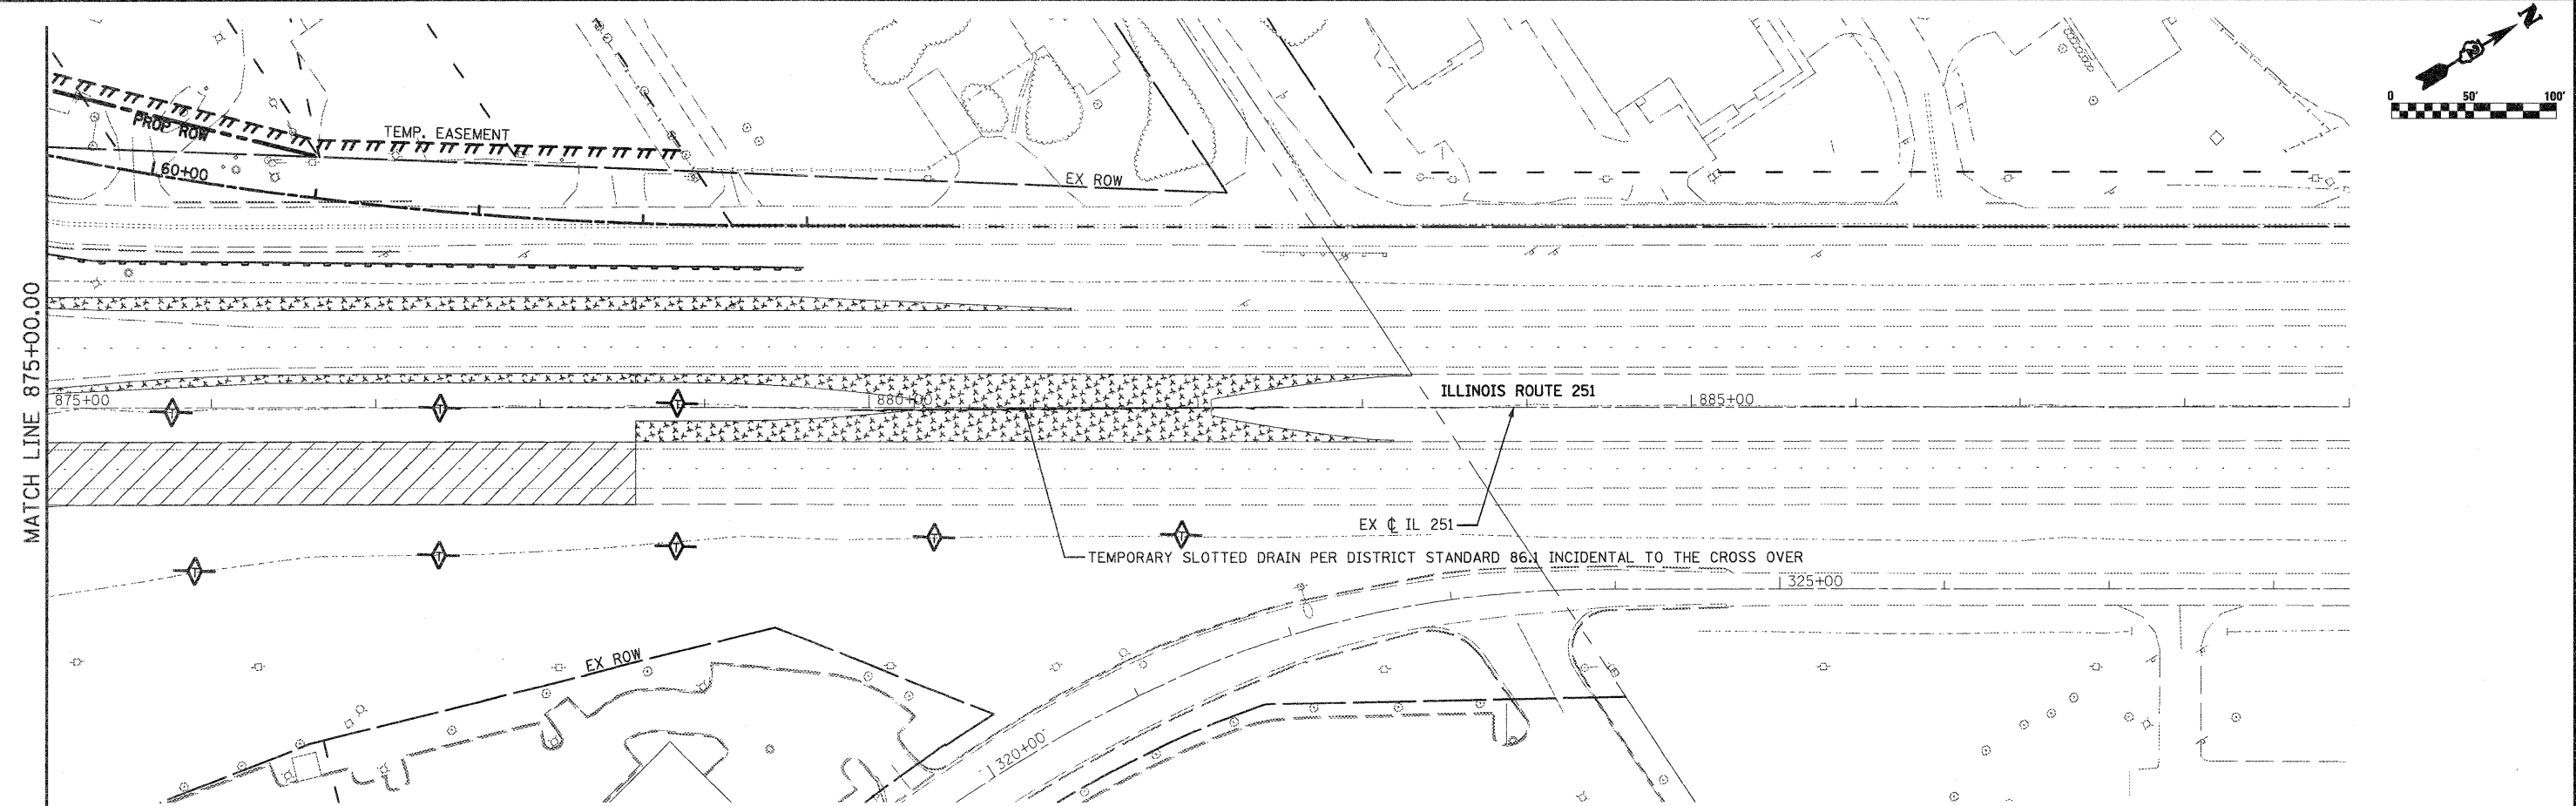 N
0 50' 100'
PROP ROW
TEMP. EASEMENT
60+00
EX ROW
MATCH LINE 875+00.00
875+00
880+00
ILLINOIS ROUTE 251
885+00
T T T
EX ℄ IL 251
T T T T T
TEMPORARY SLOTTED DRAIN PER DISTRICT STANDARD 86.1 INCIDENTAL TO THE CROSS OVER
325+00
EX ROW
320+00